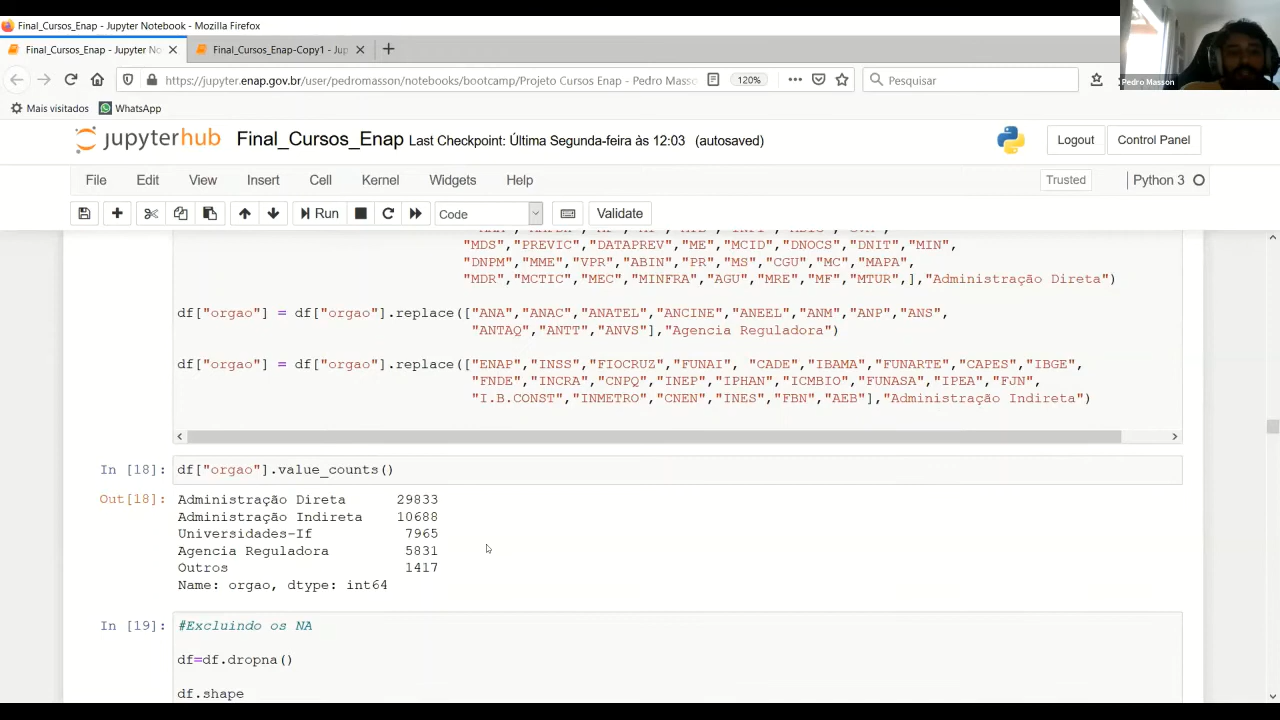 Final_Cursos_Enap - Jupyter Notebook - Mozilla Firefox
Final_Cursos_Enap - Jupyter No
Final_Cursos_Enap-Copy1 - Jup
https://jupyter.enap.gov.br/user/pedromasson/notebooks/bootcamp/Projeto Cursos Enap - Pedro Masso
120%
Pesquisar
Pedro Masson
Mais visitados
WhatsApp
jupyterhub
Final_Cursos_Enap Last Checkpoint: Última Segunda-feira às 12:03 (autosaved)
Logout
Control Panel
File Edit View Insert Cell Kernel Widgets Help
Trusted
Python 3
Run
Code
Validate
"MDS","PREVIC","DATAPREV","ME","MCID","DNOCS","DNIT","MIN",
"DNPM","MME","VPR","ABIN","PR","MS","CGU","MC","MAPA",
"MDR","MCTIC","MEC","MINFRA","AGU","MRE","MF","MTUR",],"Administração Direta")
df["orgao"] = df["orgao"].replace(["ANA","ANAC","ANATEL","ANCINE","ANEEL","ANM","ANP","ANS",
"ANTAQ","ANTT","ANVS"],"Agencia Reguladora")
df["orgao"] = df["orgao"].replace(["ENAP","INSS","FIOCRUZ","FUNAI", "CADE","IBAMA","FUNARTE","CAPES","IBGE",
"FNDE","INCRA","CNPQ","INEP","IPHAN","ICMBIO","FUNASA","IPEA","FJN",
"I.B.CONST","INMETRO","CNEN","INES","FBN","AEB"],"Administração Indireta")
In [18]: df["orgao"].value_counts()
Out[18]: Administração Direta 29833
Administração Indireta 10688
Universidades-If 7965
Agencia Reguladora 5831
Outros 1417
Name: orgao, dtype: int64
In [19]: #Excluindo os NA
df=df.dropna()
df.shape